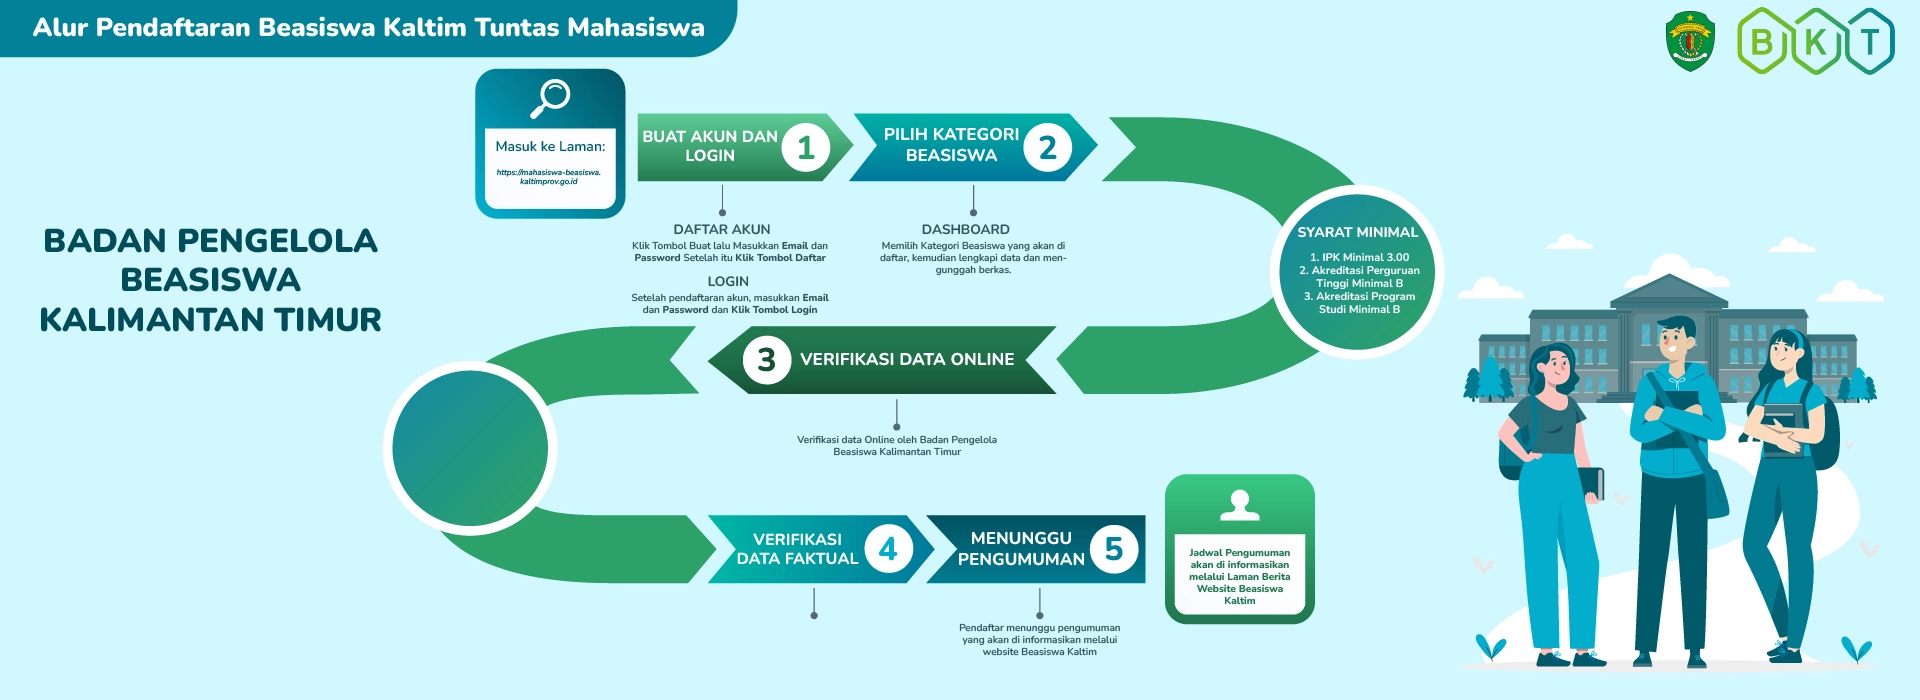 Alur Pendaftaran Beasiswa Kaltim Tuntas Mahasiswa
B K T
BADAN PENGELOLA
BEASISWA
KALIMANTAN TIMUR
Masuk ke Laman:
https://mahasiswa-beasiswa.
kaltimprov.go.id
BUAT AKUN DAN
LOGIN
1
DAFTAR AKUN
Klik Tombol Buat lalu Masukkan Email dan
Password Setelah itu Klik Tombol Daftar
LOGIN
Setelah pendaftaran akun, masukkan Email
dan Password dan Klik Tombol Login
PILIH KATEGORI
BEASISWA
2
DASHBOARD
Memilih Kategori Beasiswa yang akan di
daftar, kemudian lengkapi data dan men-
gunggah berkas.
SYARAT MINIMAL
1. IPK Minimal 3.00
2. Akreditasi Perguruan
Tinggi Minimal B
3. Akreditasi Program
Studi Minimal B
3 VERIFIKASI DATA ONLINE
Verifikasi data Online oleh Badan Pengelola
Beasiswa Kalimantan Timur
VERIFIKASI
DATA FAKTUAL
4
MENUNGGU
PENGUMUMAN
5
Pendaftar menunggu pengumuman
yang akan di informasikan melalui
website Beasiswa Kaltim
Jadwal Pengumuman
akan di informasikan
melalui Laman Berita
Website Beasiswa
Kaltim